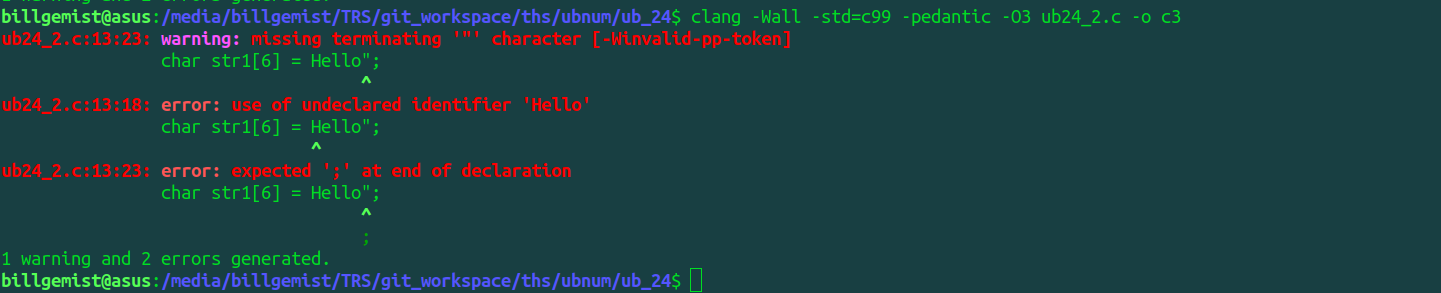 billgemist@asus:/media/billgemist/TRS/git_workspace/ths/ubnum/ub_24$ clang -Wall -std=c99 -pedantic -O3 ub24_2.c -o c3
ub24_2.c:13:23: warning: missing terminating '"' character [-Winvalid-pp-token]
char str1[6] = Hello";
^
ub24_2.c:13:18: error: use of undeclared identifier 'Hello'
char str1[6] = Hello";
^
ub24_2.c:13:23: error: expected ';' at end of declaration
char str1[6] = Hello";
^
;
1 warning and 2 errors generated.
billgemist@asus:/media/billgemist/TRS/git_workspace/ths/ubnum/ub_24$